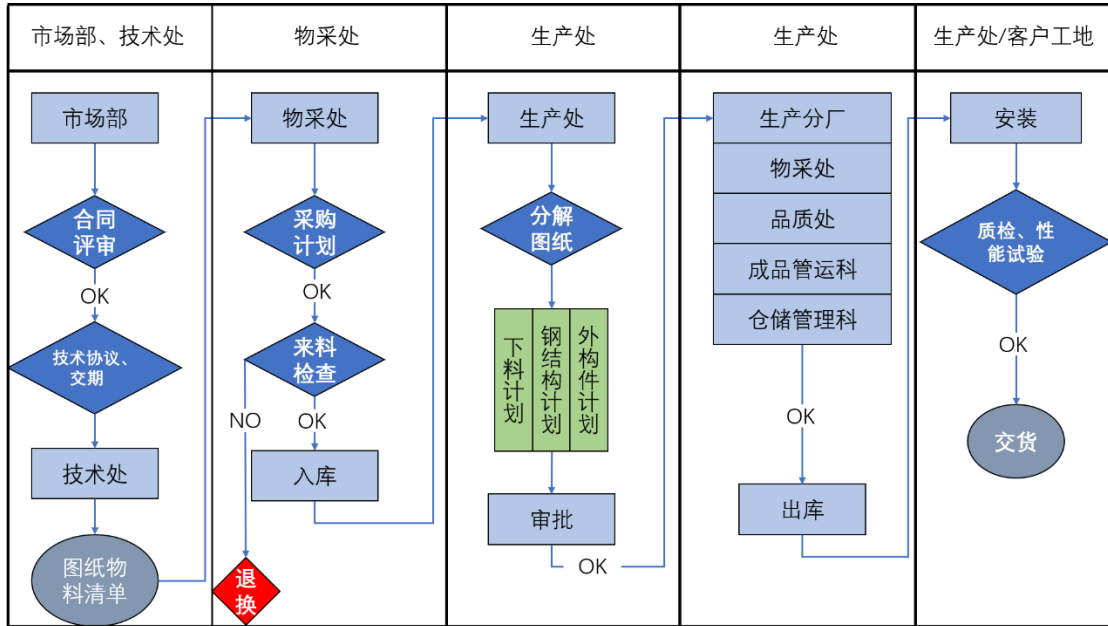 市场部、技术处
物采处
生产处
生产处
生产处/客户工地
市场部
合同
评审
OK
技术协议、
交期
技术处
图纸物
料清单
物采处
采购
计划
OK
来料
检查
NO
OK
入库
退
换
生产处
分解
图纸
下料计划
钢结构计划
外构件计划
审批
OK
生产分厂
物采处
品质处
成品管运科
仓储管理科
OK
出库
安装
质检、性
能试验
OK
交货